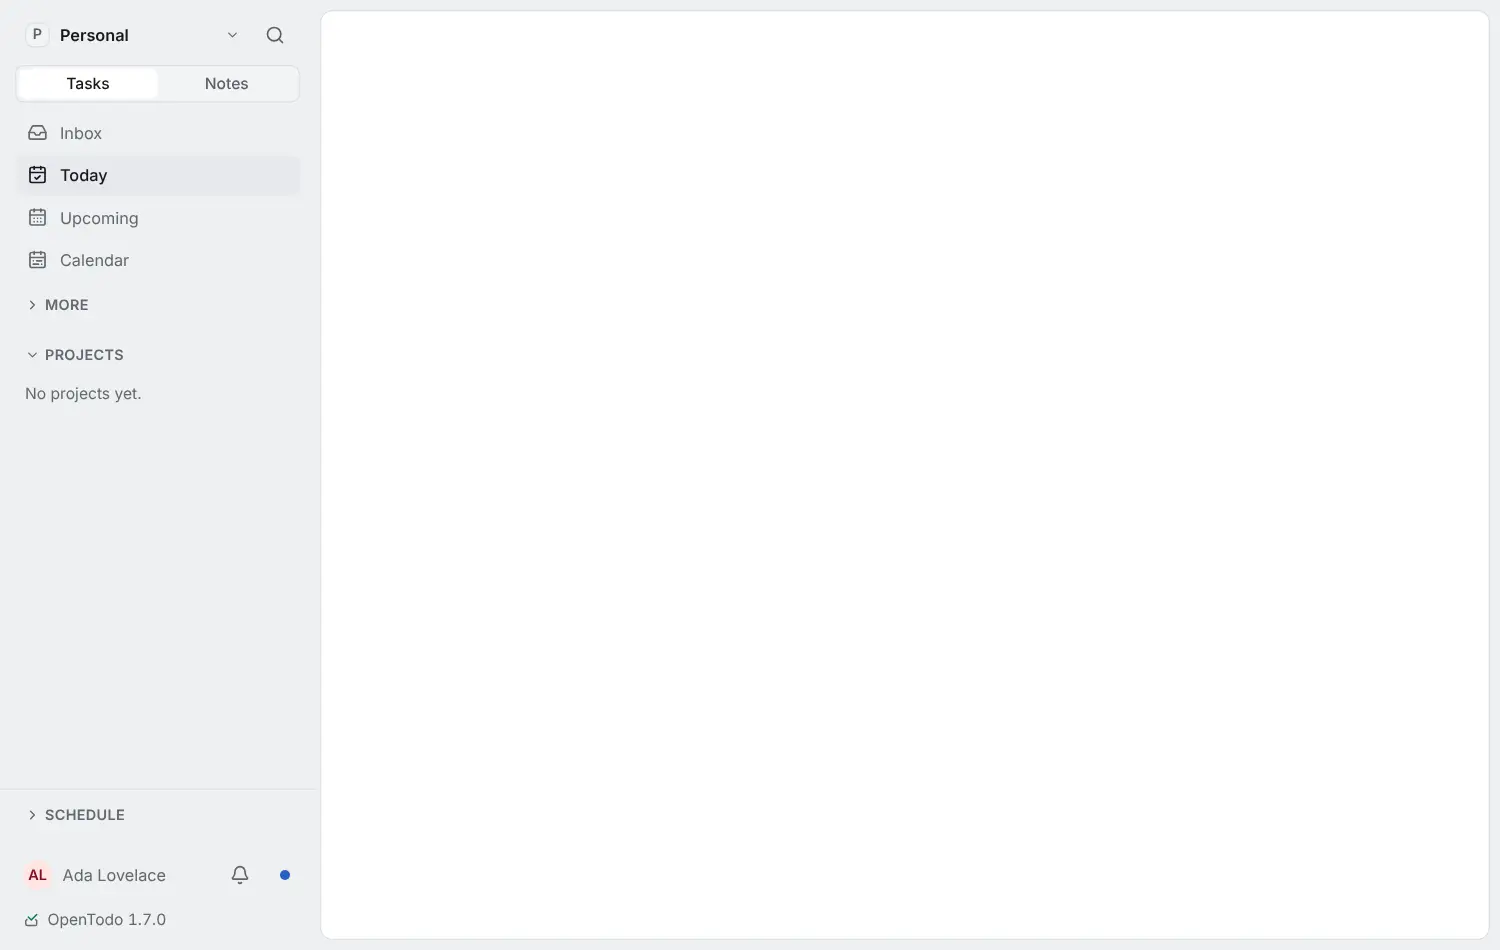 P Personal
Tasks Notes
Inbox
Today
Upcoming
Calendar
MORE
PROJECTS
No projects yet.
SCHEDULE
AL Ada Lovelace
OpenTodo 1.7.0